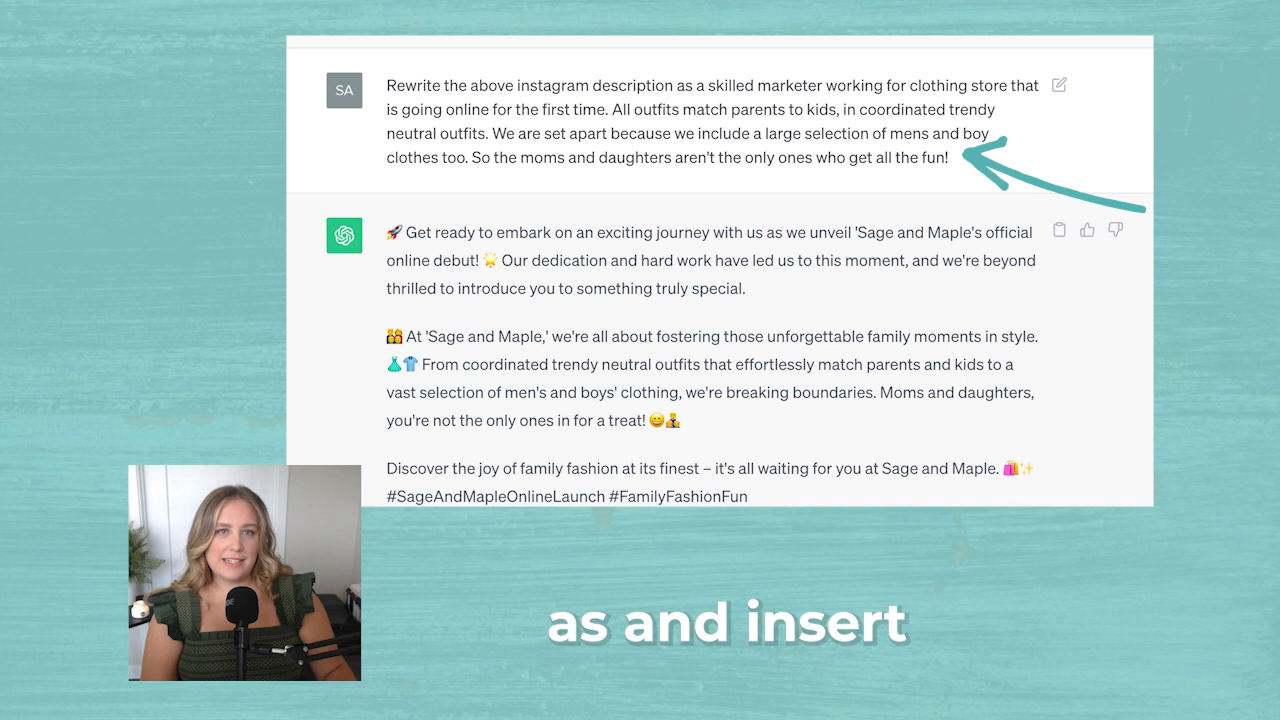 SA
Rewrite the above instagram description as a skilled marketer working for clothing store that
is going online for the first time. All outfits match parents to kids, in coordinated trendy
neutral outfits. We are set apart because we include a large selection of mens and boy
clothes too. So the moms and daughters aren't the only ones who get all the fun!
🚀 Get ready to embark on an exciting journey with us as we unveil 'Sage and Maple's official
online debut! 🌟 Our dedication and hard work have led us to this moment, and we're beyond
thrilled to introduce you to something truly special.
👨‍👩‍👧‍👦 At 'Sage and Maple,' we're all about fostering those unforgettable family moments in style.
👗👕 From coordinated trendy neutral outfits that effortlessly match parents and kids to a
vast selection of men's and boys' clothing, we're breaking boundaries. Moms and daughters,
you're not the only ones in for a treat! 😄👨‍👦
Discover the joy of family fashion at its finest – it's all waiting for you at Sage and Maple. 🛍️✨
#SageAndMapleOnlineLaunch #FamilyFashionFun
as and insert